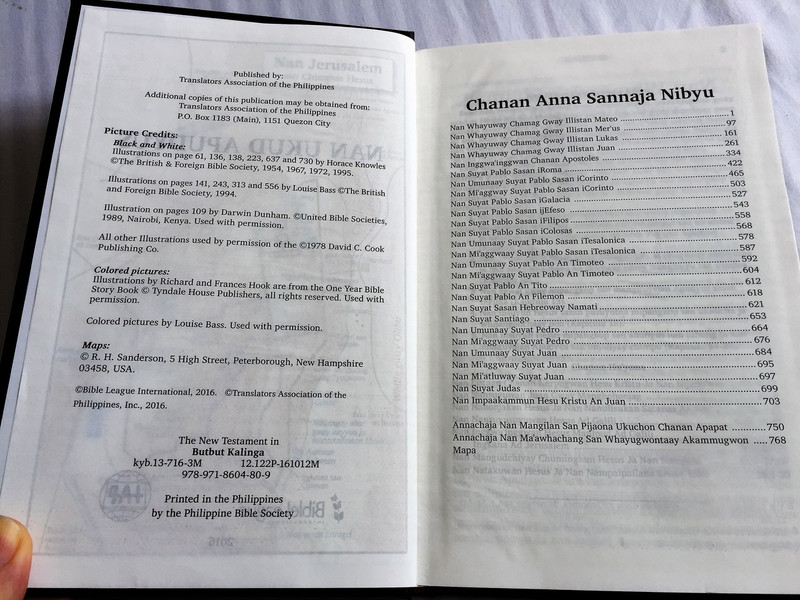 Published by:
Translators Association of the Philippines
Additional copies of this publication may be obtained from:
Translators Association of the Philippines
P.O. Box 1183 (Main), 1151 Quezon City
Picture Credits:
Black and White:
Illustrations on page 61, 136, 138, 223, 637 and 730 by Horace Knowles
©The British & Foreign Bible Society, 1954, 1967, 1972, 1995.
Illustrations on pages 141, 243, 313 and 556 by Louise Bass ©The British
and Foreign Bible Society, 1994.
Illustration on pages 109 by Darwin Dunham. ©United Bible Societies,
1989, Nairobi, Kenya. Used with permission.
All other Illustrations used by permission of the ©1978 David C. Cook
Publishing Co.
Colored pictures:
Illustrations by Richard and Frances Hook are from the One Year Bible
Story Book © Tyndale House Publishers, all rights reserved. Used with
permission.
Colored pictures by Louise Bass. Used with permission.
Maps:
© R. H. Sanderson, 5 High Street, Peterborough, New Hampshire
03458, USA.
©Bible League International, 2016. ©Translators Association of the
Philippines, Inc., 2016.
The New Testament in
Butbut Kalinga
kyb.13-716-3M 12.122P-161012M
978-971-8604-80-9
Printed in the Philippines
by the Philippine Bible Society
Chanan Anna Sannaja Nibyu
Nan Whayuway Chamag Gway Illistan Mateo 1
Nan Whayuway Chamag Gway Illistan Mer'us 97
Nan Whayuway Chamag Gway Illistan Lukas 161
Nan Whayuway Chamag Gway Illistan Juan 261
Nan Inggwa'inggwan Chanan Apostoles 334
Nan Suyat Pablo Sasan iRoma 422
Nan Umunaay Suyat Pablo Sasan iCorinto 465
Nan Mi'aggway Suyat Pablo Sasan iCorinto 503
Nan Suyat Pablo Sasan iGalacia 527
Nan Suyat Pablo Sasan iEfeso 543
Nan Suyat Pablo Sasan iFilipos 558
Nan Suyat Pablo Sasan iColosas 568
Nan Umunaay Suyat Pablo Sasan iTesalonica 578
Nan Mi'aggwaay Suyat Pablo Sasan iTesalonica 587
Nan Umunaay Suyat Pablo An Timoteo 592
Nan Mi'aggwaay Suyat Pablo An Timoteo 604
Nan Suyat Pablo An Tito 612
Nan Suyat Pablo An Filemon 618
Nan Suyat Sasan Hebreoway Namati 621
Nan Suyat Santiago 653
Nan Umunaay Suyat Pedro 664
Nan Mi'aggwaay Suyat Pedro 676
Nan Umunaay Suyat Juan 684
Nan Mi'aggwaay Suyat Juan 695
Nan Mi'atluway Suyat Juan 697
Nan Suyat Judas 699
Nan Impaakammun Hesu Kristu An Juan 703
Annachaja Nan Mangilan San Pijaona Ukuchon Chanan Apapat 750
Annachaja Nan Ma'awhachang San Whayugwontaay Akammugwon 768
Mapa